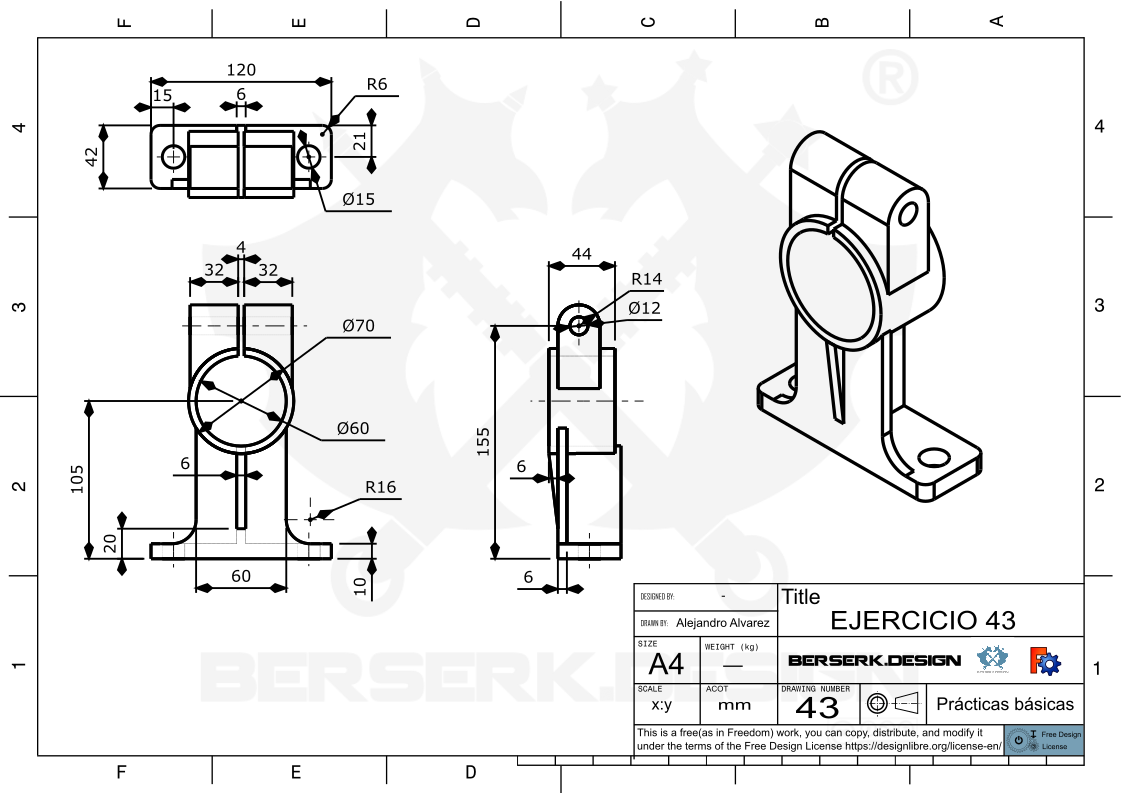 F E D C B A
4 4
3 3
2 2
1 1
F E D
®
120
15
6
R6
42
21
Ø15
4
32
32
Ø70
Ø60
105
6
R16
20
60
10
44
R14
Ø12
155
6
6
BERSERK.DESIGN
DESIGNED BY: -
DRAWN BY: Alejandro Alvarez
Title
EJERCICIO 43
SIZE
A4
WEIGHT (kg)
—
BERSERK.DESIGN
SCALE
x:y
ACOT
mm
DRAWING NUMBER
43
Prácticas básicas
This is a free(as in Freedom) work, you can copy, distribute, and modify it
under the terms of the Free Design License https://designlibre.org/license-en/
Free Design
License